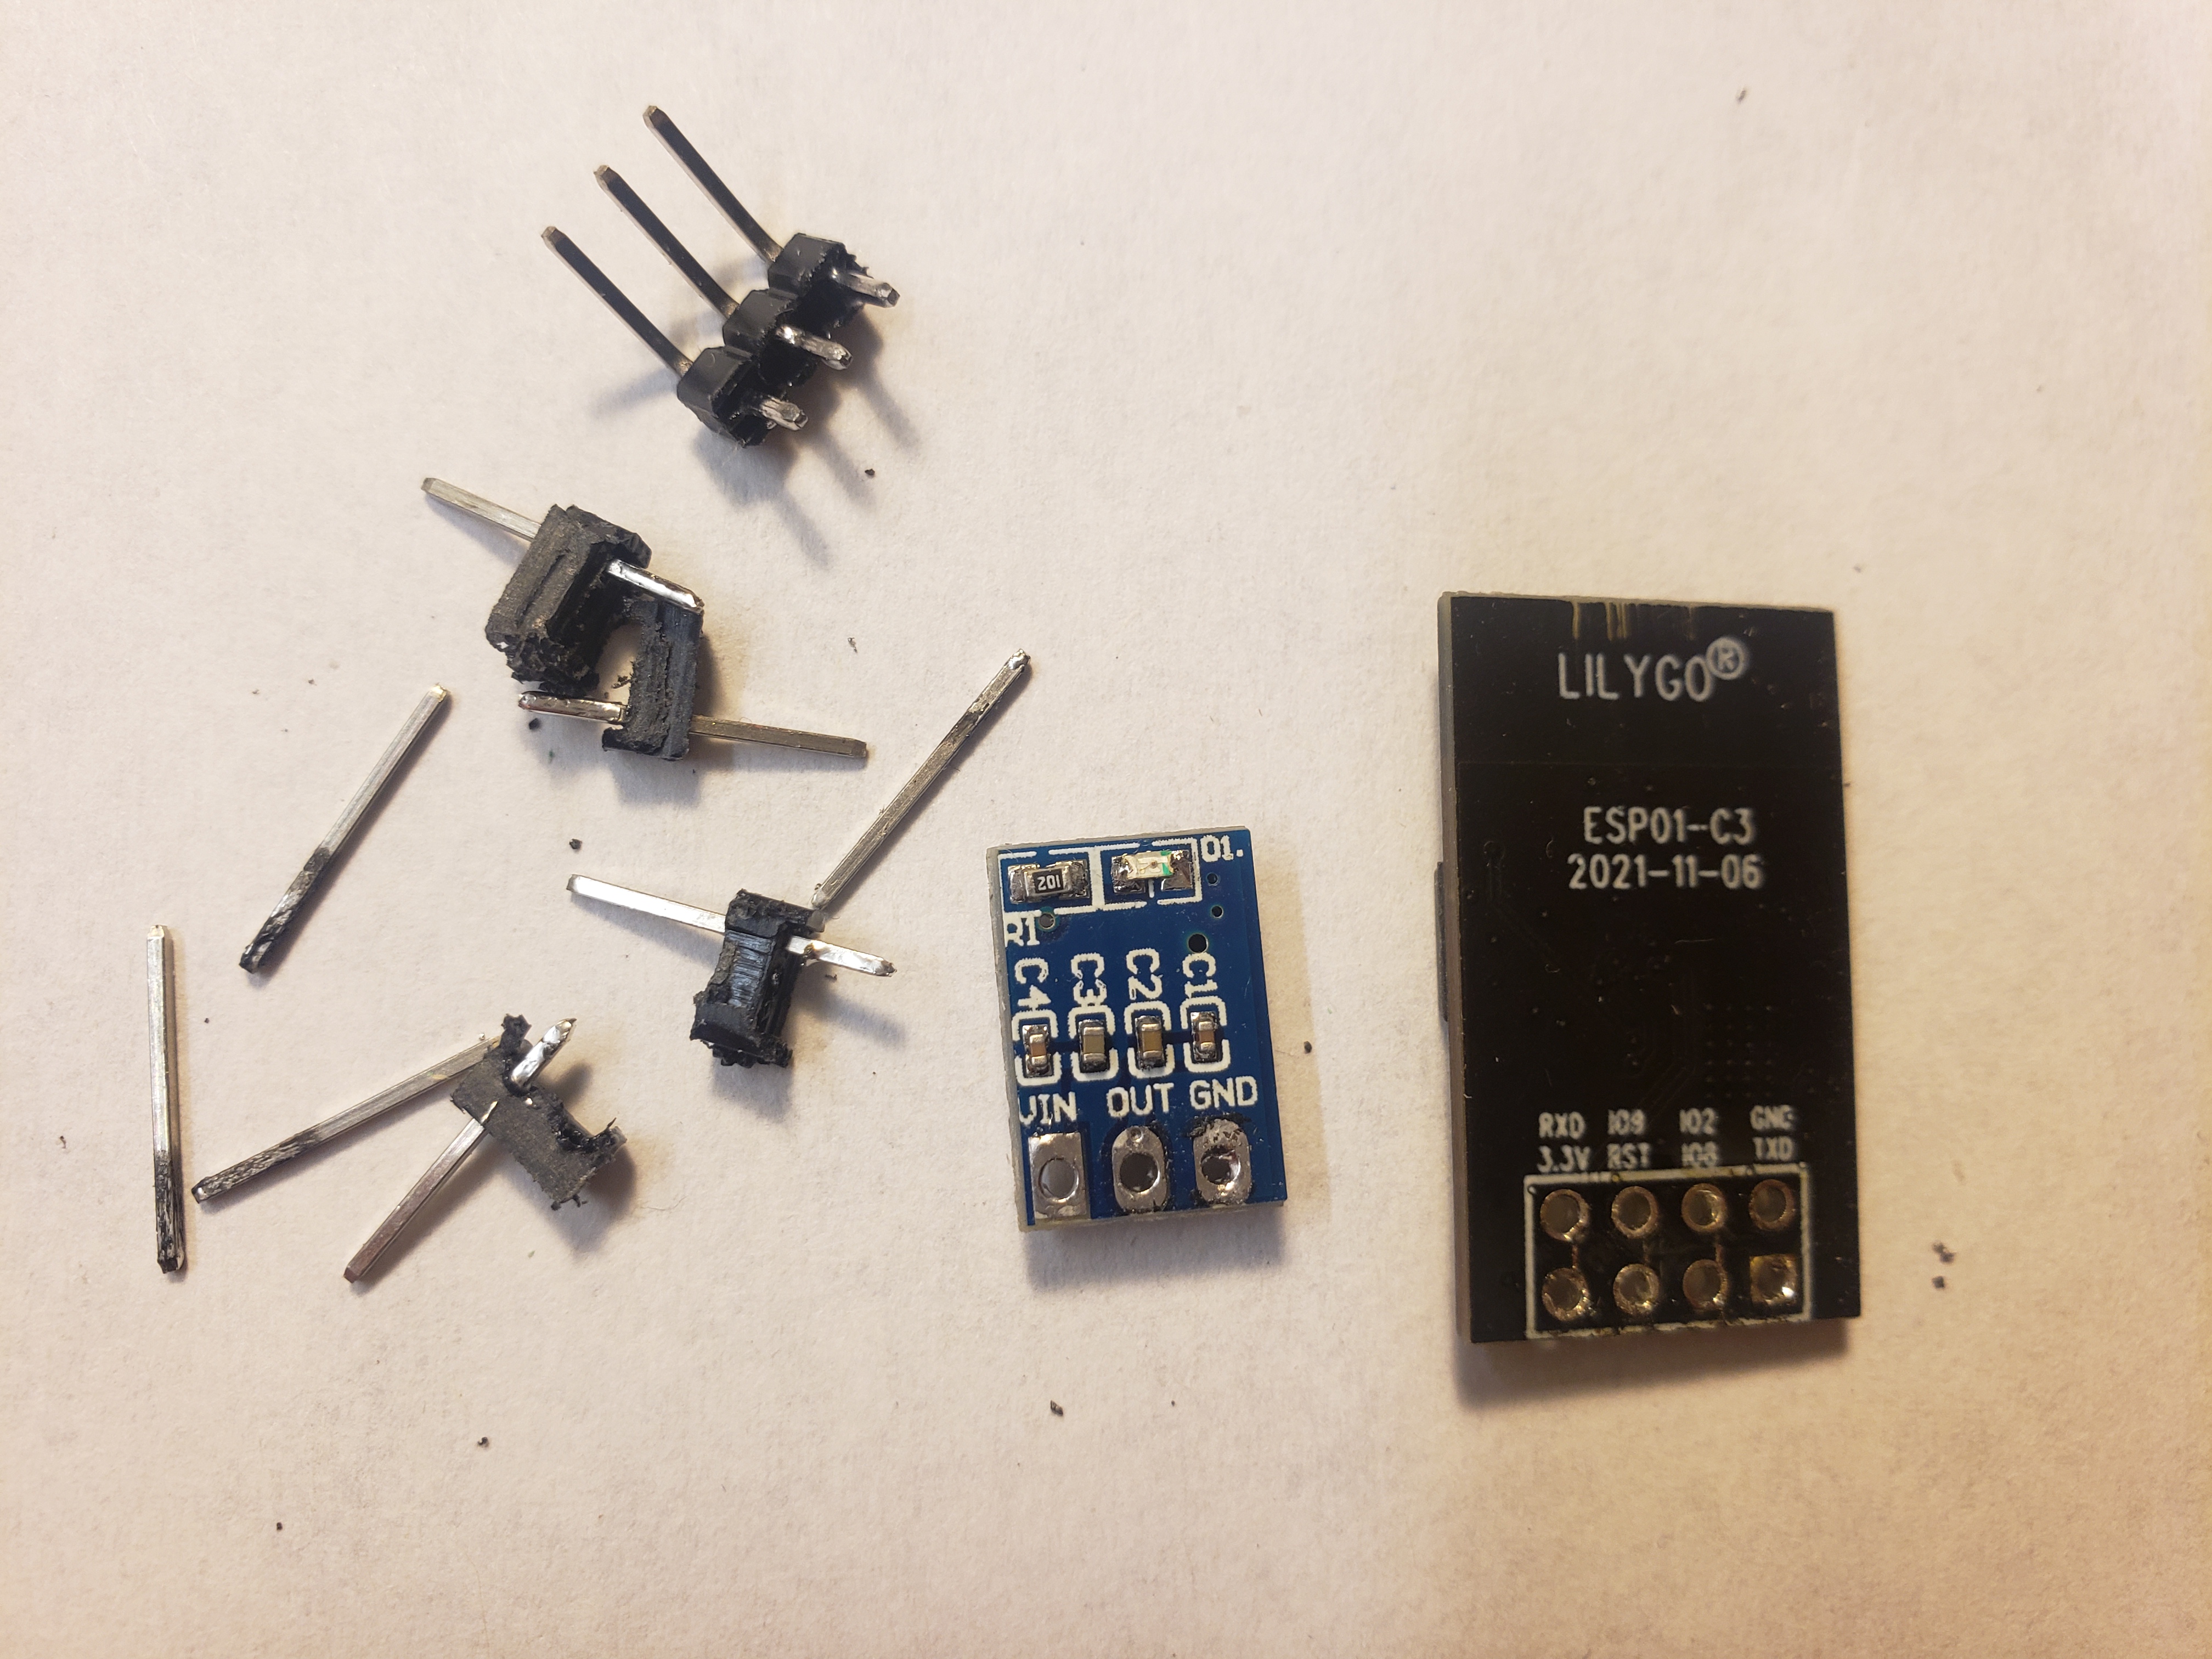 201
01.
R1
C4 C3 C2 C1
VIN OUT GND
LILYGO®
ESP01-C3
2021-11-06
RXD IO9 IO2 GND
3.3V RST IO8 TXD